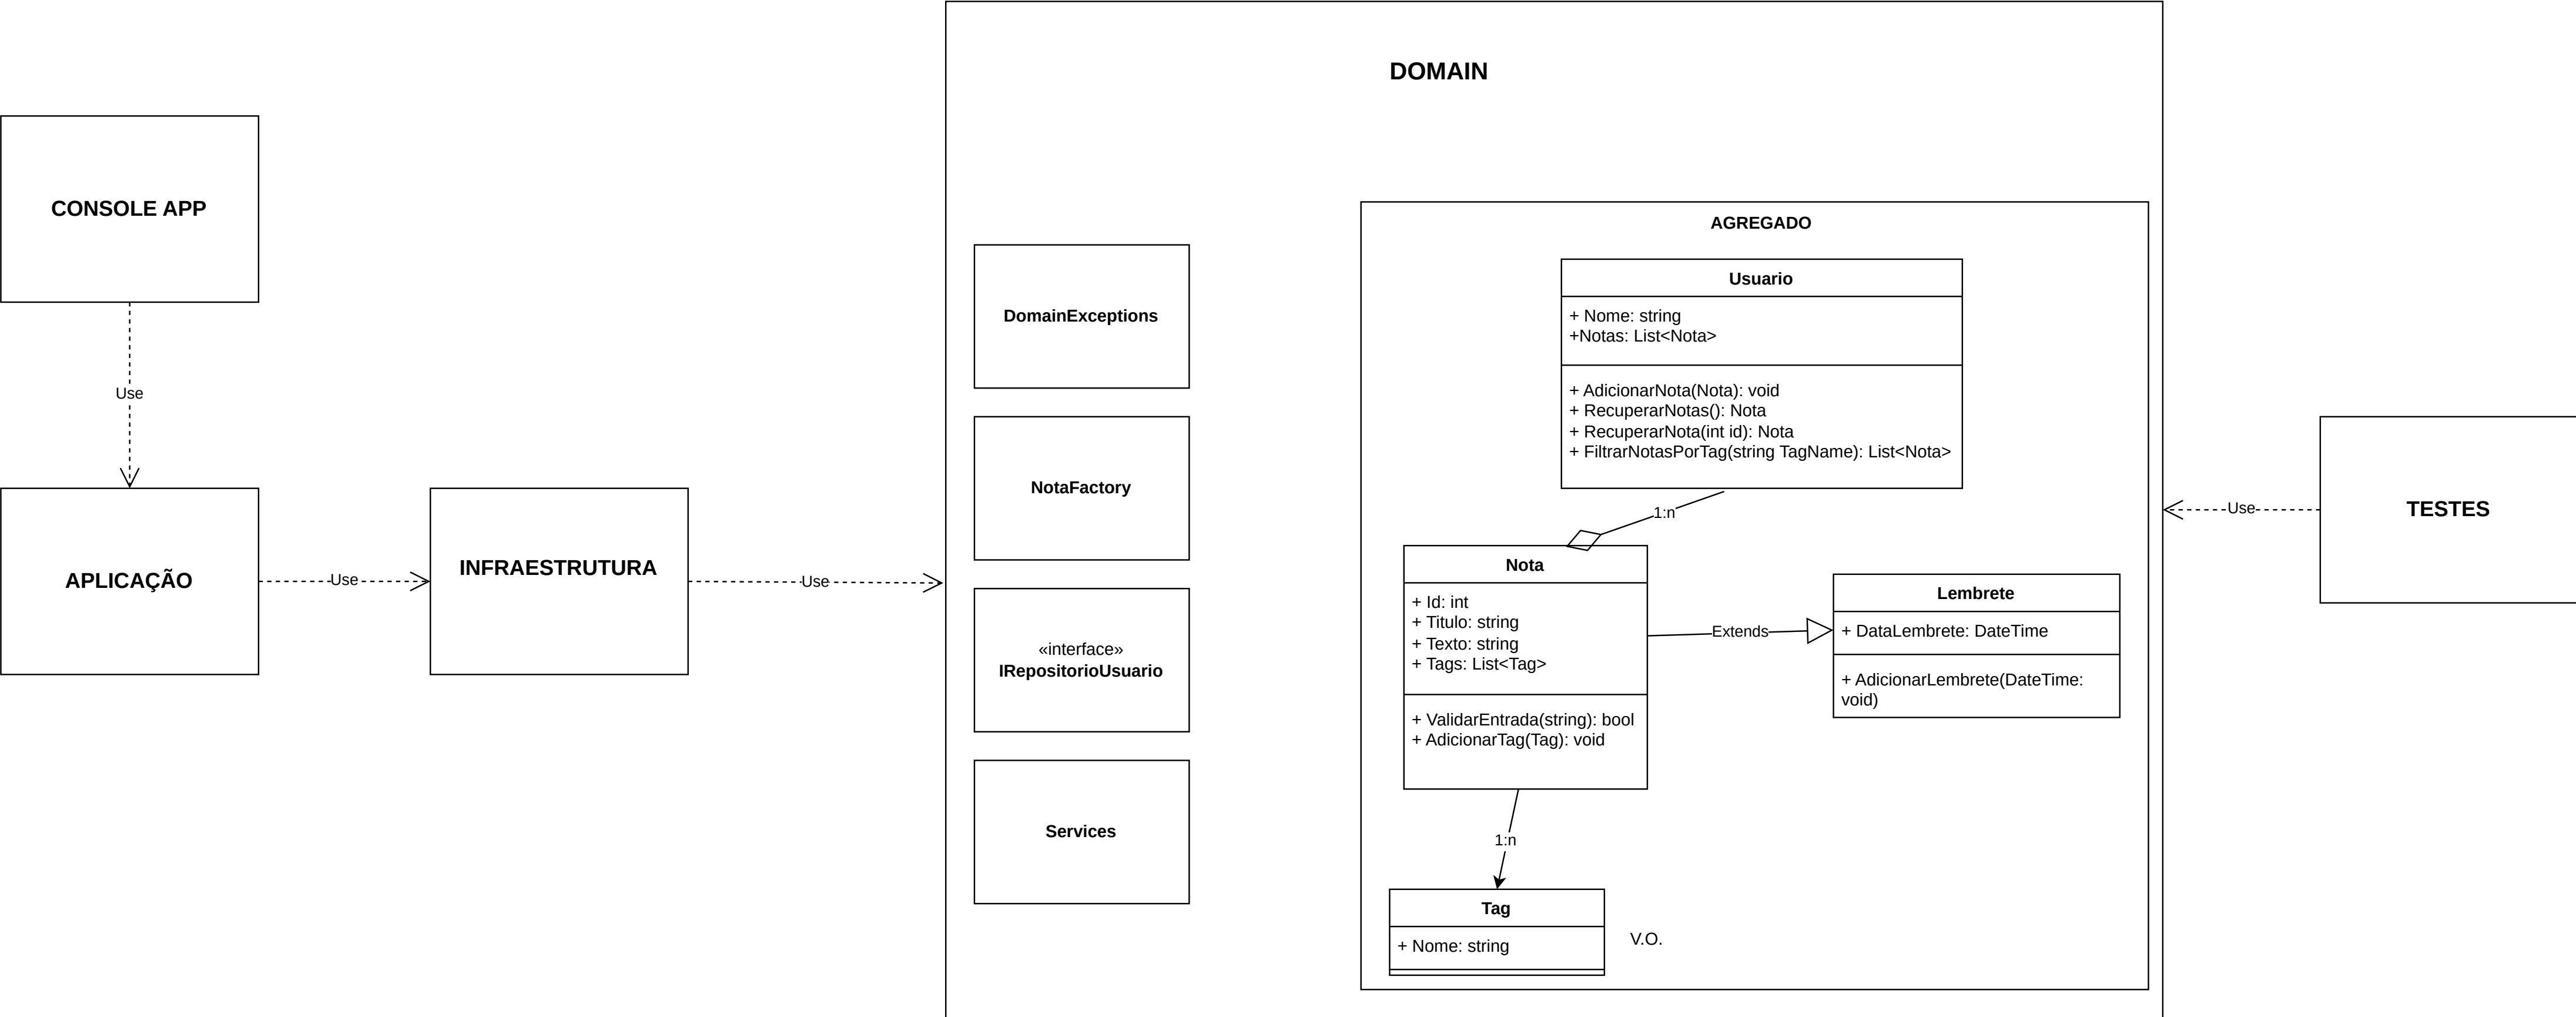 DOMAIN
CONSOLE APP
Use
APLICAÇÃO
Use
INFRAESTRUTURA
Use
DomainExceptions
NotaFactory
«interface»
IRepositorioUsuario
Services
AGREGADO
Usuario
+ Nome: string
+Notas: List<Nota>
+ AdicionarNota(Nota): void
+ RecuperarNotas(): Nota
+ RecuperarNota(int id): Nota
+ FiltrarNotasPorTag(string TagName): List<Nota>
1:n
Nota
+ Id: int
+ Titulo: string
+ Texto: string
+ Tags: List<Tag>
+ ValidarEntrada(string): bool
+ AdicionarTag(Tag): void
Extends
Lembrete
+ DataLembrete: DateTime
+ AdicionarLembrete(DateTime:
void)
1:n
Tag
+ Nome: string
V.O.
Use
TESTES